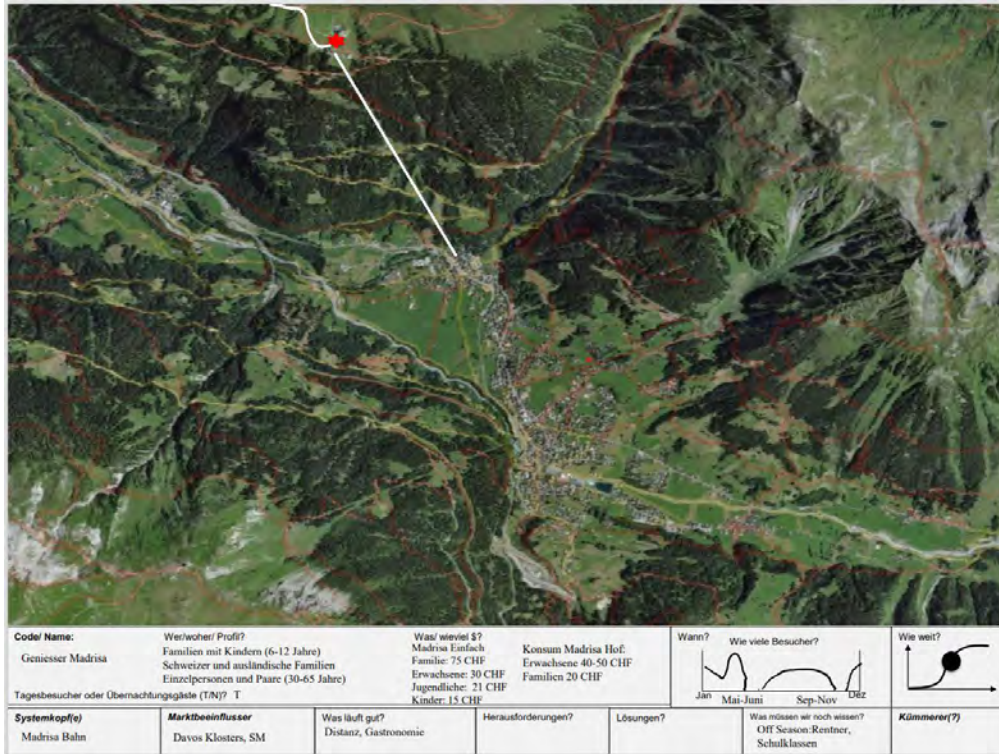 Code/ Name:
Geniesser Madrisa
Tagesbesucher oder Übernachtungsgäste (T/N)? T
Wer/woher/ Profil?
Familien mit Kindern (6-12 Jahre)
Schweizer und ausländische Familien
Einzelpersonen und Paare (30-65 Jahre)
Was/ wieviel $?
Madrisa Einfach
Familie: 75 CHF
Erwachsene: 30 CHF
Jugendliche: 21 CHF
Kinder: 15 CHF
Konsum Madrisa Hof:
Erwachsene 40-50 CHF
Familien 20 CHF
Wann?
Wie viele Besucher?
Jan
Mai-Juni
Sep-Nov
Dez
Wie weit?
Systemkopf(e)
Madrisa Bahn
Marktbeeinflusser
Davos Klosters, SM
Was läuft gut?
Distanz, Gastronomie
Herausforderungen?
Lösungen?
Was müssen wir noch wissen?
Off Season:Rentner,
Schulklassen
Kümmerer(?)